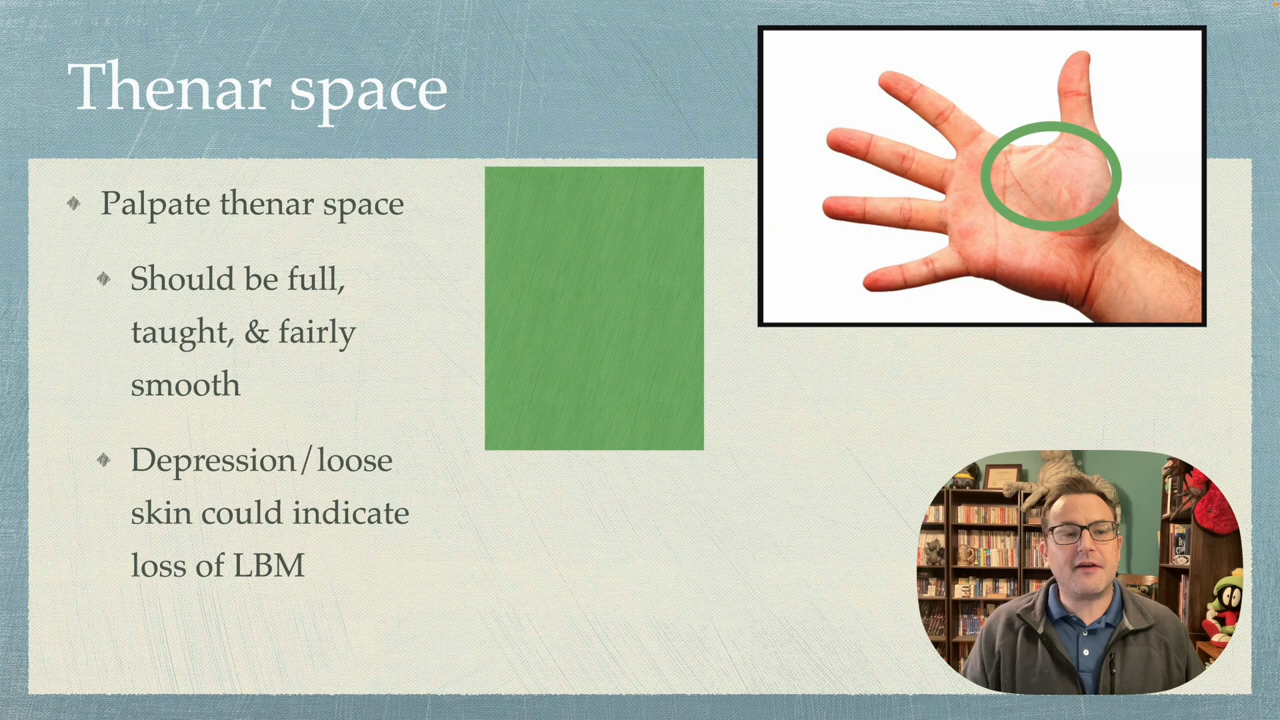 Thenar space
Palpate thenar space
Should be full,
taught, & fairly
smooth
Depression/loose
skin could indicate
loss of LBM